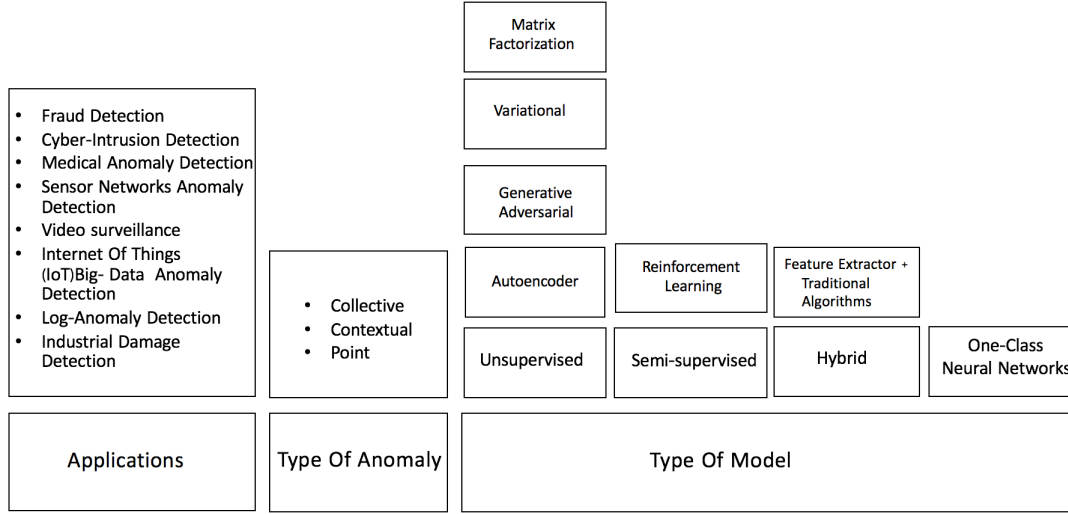 Matrix
Factorization
Variational
Generative
Adversarial
• Fraud Detection
• Cyber-Intrusion Detection
• Medical Anomaly Detection
• Sensor Networks Anomaly
Detection
• Video surveillance
• Internet Of Things
(IoT)Big- Data Anomaly
Detection
• Log-Anomaly Detection
• Industrial Damage
Detection
• Collective
• Contextual
• Point
Autoencoder
Reinforcement
Learning
Feature Extractor +
Traditional
Algorithms
Unsupervised
Semi-supervised
Hybrid
One-Class
Neural Networks
Applications
Type Of Anomaly
Type Of Model